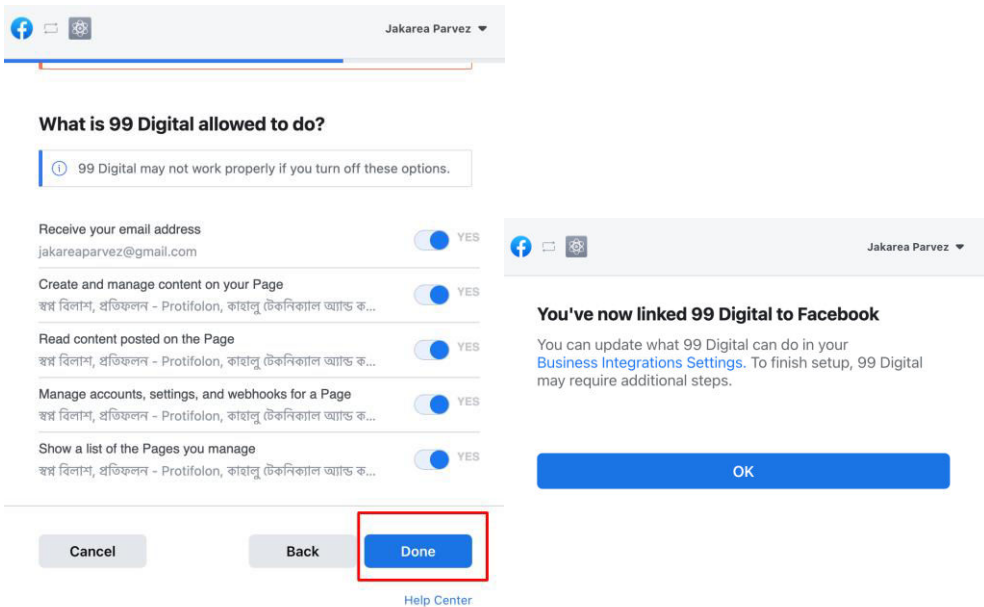 Jakarea Parvez
What is 99 Digital allowed to do?
99 Digital may not work properly if you turn off these options.
Receive your email address
YES
jakareaparvez@gmail.com
Create and manage content on your Page
YES
স্বপ্ন বিলাশ, প্রতিফলন - Protifolon, কাহালু টেকনিক্যাল অ্যান্ড ক...
Read content posted on the Page
YES
স্বপ্ন বিলাশ, প্রতিফলন - Protifolon, কাহালু টেকনিক্যাল অ্যান্ড ক...
Manage accounts, settings, and webhooks for a Page
YES
স্বপ্ন বিলাশ, প্রতিফলন - Protifolon, কাহালু টেকনিক্যাল অ্যান্ড ক...
Show a list of the Pages you manage
YES
স্বপ্ন বিলাশ, প্রতিফলন - Protifolon, কাহালু টেকনিক্যাল অ্যান্ড ক...
Cancel
Back
Done
Help Center
Jakarea Parvez
You've now linked 99 Digital to Facebook
You can update what 99 Digital can do in your
Business Integrations Settings. To finish setup, 99 Digital
may require additional steps.
OK